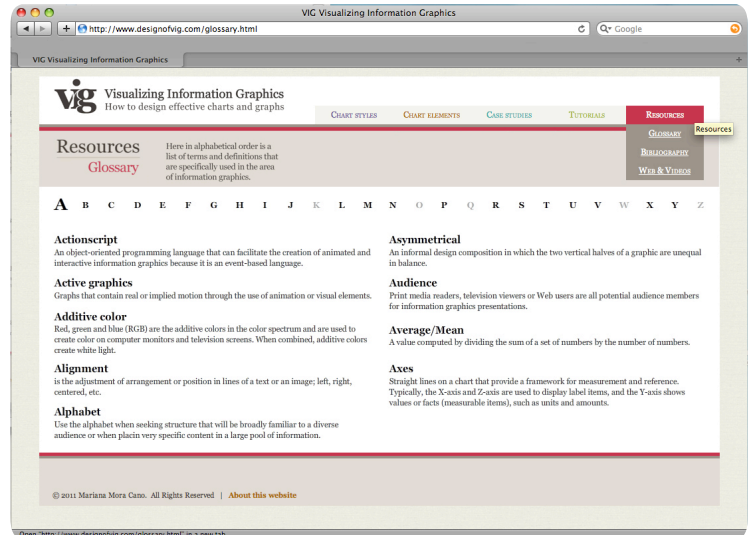 VIG Visualizing Information Graphics
http://www.designofvig.com/glossary.html
Google
VIG Visualizing Information Graphics
vig
Visualizing Information Graphics
How to design effective charts and graphs
CHART STYLES
CHART ELEMENTS
CASE STUDIES
TUTORIALS
RESOURCES
Resources
GLOSSARY
BIBLIOGRAPHY
WEB & VIDEOS
Resources
Glossary
Here in alphabetical order is a
list of terms and definitions that
are specifically used in the area
of information graphics.
A B C D E F G H I J K L M N O P Q R S T U V W X Y Z
Actionscript
An object-oriented programming language that can facilitate the creation of animated and
interactive information graphics because it is an event-based language.
Active graphics
Graphs that contain real or implied motion through the use of animation or visual elements.
Additive color
Red, green and blue (RGB) are the additive colors in the color spectrum and are used to
create color on computer monitors and television screens. When combined, additive colors
create white light.
Alignment
is the adjustment of arrangement or position in lines of a text or an image; left, right,
centered, etc.
Alphabet
Use the alphabet when seeking structure that will be broadly familiar to a diverse
audience or when placin very specific content in a large pool of information.
Asymmetrical
An informal design composition in which the two vertical halves of a graphic are unequal
in balance.
Audience
Print media readers, television viewers or Web users are all potential audience members
for information graphics presentations.
Average/Mean
A value computed by dividing the sum of a set of numbers by the number of numbers.
Axes
Straight lines on a chart that provide a framework for measurement and reference.
Typically, the X-axis and Z-axis are used to display label items, and the Y-axis shows
values or facts (measurable items), such as units and amounts.
© 2011 Mariana Mora Cano. All Rights Reserved | About this website
Open "http://www.designofvig.com/glossary.html" in a new tab